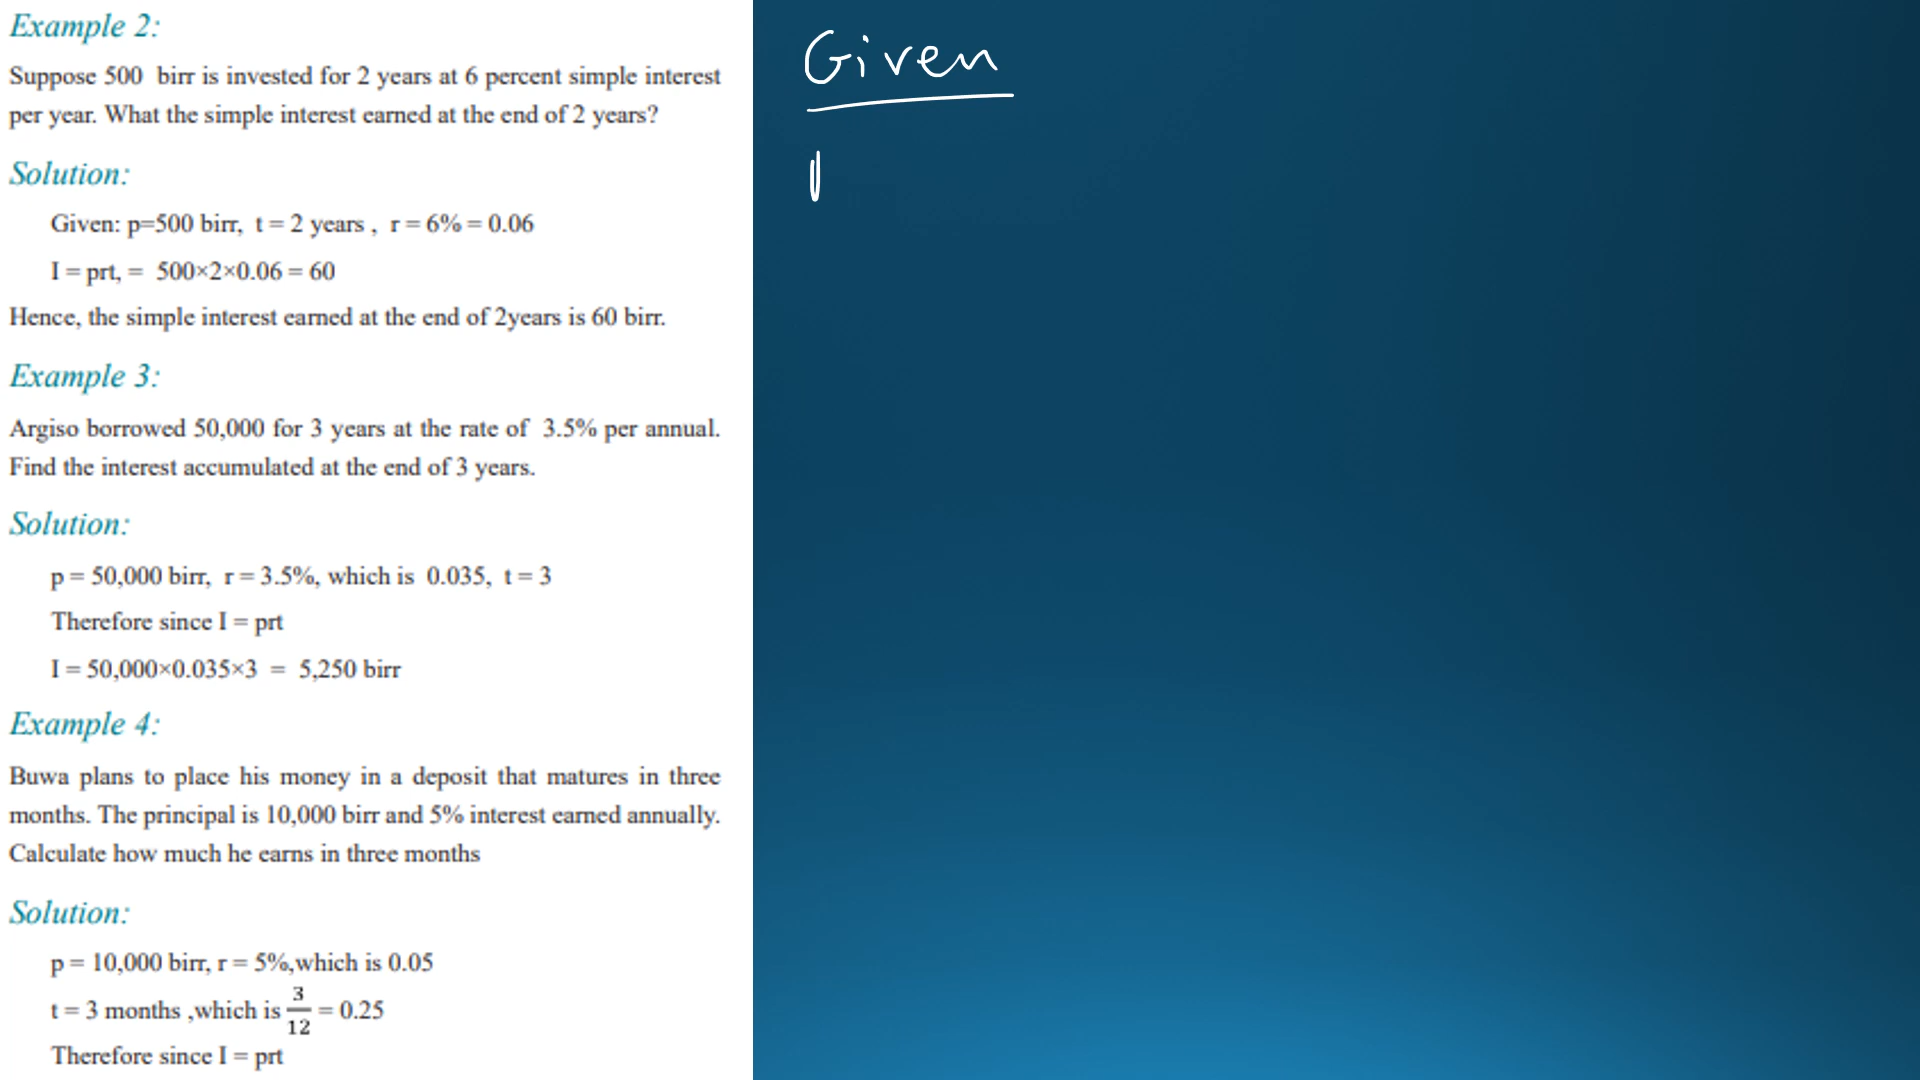 Example 2:
Suppose 500 birr is invested for 2 years at 6 percent simple interest
per year. What the simple interest earned at the end of 2 years?
Solution:
Given: p=500 birr, t = 2 years , r = 6% = 0.06
I = prt, = 500×2×0.06 = 60
Hence, the simple interest earned at the end of 2years is 60 birr.
Example 3:
Argiso borrowed 50,000 for 3 years at the rate of 3.5% per annual.
Find the interest accumulated at the end of 3 years.
Solution:
p = 50,000 birr, r = 3.5%, which is 0.035, t = 3
Therefore since I = prt
I = 50,000×0.035×3 = 5,250 birr
Example 4:
Buwa plans to place his money in a deposit that matures in three
months. The principal is 10,000 birr and 5% interest earned annually.
Calculate how much he earns in three months
Solution:
p = 10,000 birr, r = 5%,which is 0.05
t = 3 months ,which is 3/12 = 0.25
Therefore since I = prt
Given